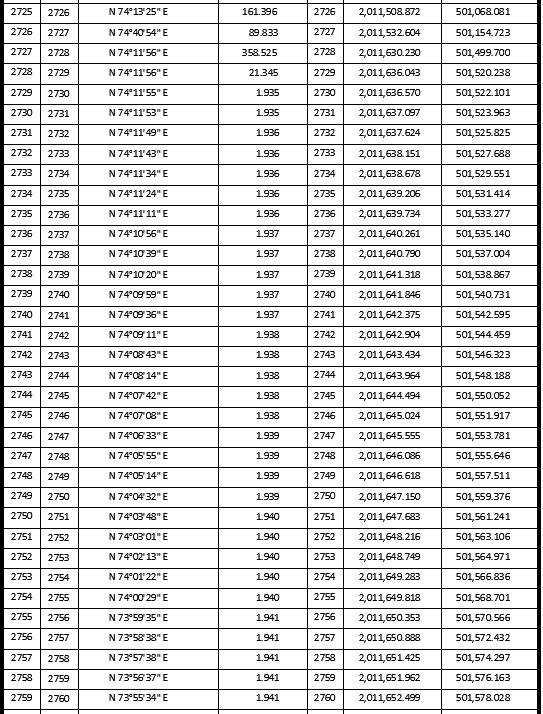 2725 2726 N 74°13'25" E 161.396 2726 2,011,508.872 501,068.081
2726 2727 N 74°40'54" E 89.833 2727 2,011,532.604 501,154.723
2727 2728 N 74°11'56" E 358.525 2728 2,011,630.230 501,499.700
2728 2729 N 74°11'56" E 21.345 2729 2,011,636.043 501,520.238
2729 2730 N 74°11'55" E 1.935 2730 2,011,636.570 501,522.101
2730 2731 N 74°11'53" E 1.935 2731 2,011,637.097 501,523.963
2731 2732 N 74°11'49" E 1.936 2732 2,011,637.624 501,525.825
2732 2733 N 74°11'43" E 1.936 2733 2,011,638.151 501,527.688
2733 2734 N 74°11'34" E 1.936 2734 2,011,638.678 501,529.551
2734 2735 N 74°11'24" E 1.936 2735 2,011,639.206 501,531.414
2735 2736 N 74°11'11" E 1.936 2736 2,011,639.734 501,533.277
2736 2737 N 74°10'56" E 1.937 2737 2,011,640.261 501,535.140
2737 2738 N 74°10'39" E 1.937 2738 2,011,640.790 501,537.004
2738 2739 N 74°10'20" E 1.937 2739 2,011,641.318 501,538.867
2739 2740 N 74°09'59" E 1.937 2740 2,011,641.846 501,540.731
2740 2741 N 74°09'36" E 1.937 2741 2,011,642.375 501,542.595
2741 2742 N 74°09'11" E 1.938 2742 2,011,642.904 501,544.459
2742 2743 N 74°08'43" E 1.938 2743 2,011,643.434 501,546.323
2743 2744 N 74°08'14" E 1.938 2744 2,011,643.964 501,548.188
2744 2745 N 74°07'42" E 1.938 2745 2,011,644.494 501,550.052
2745 2746 N 74°07'08" E 1.938 2746 2,011,645.024 501,551.917
2746 2747 N 74°06'33" E 1.939 2747 2,011,645.555 501,553.781
2747 2748 N 74°05'55" E 1.939 2748 2,011,646.086 501,555.646
2748 2749 N 74°05'14" E 1.939 2749 2,011,646.618 501,557.511
2749 2750 N 74°04'32" E 1.939 2750 2,011,647.150 501,559.376
2750 2751 N 74°03'48" E 1.940 2751 2,011,647.683 501,561.241
2751 2752 N 74°03'01" E 1.940 2752 2,011,648.216 501,563.106
2752 2753 N 74°02'13" E 1.940 2753 2,011,648.749 501,564.971
2753 2754 N 74°01'22" E 1.940 2754 2,011,649.283 501,566.836
2754 2755 N 74°00'29" E 1.940 2755 2,011,649.818 501,568.701
2755 2756 N 73°59'35" E 1.941 2756 2,011,650.353 501,570.566
2756 2757 N 73°58'38" E 1.941 2757 2,011,650.888 501,572.432
2757 2758 N 73°57'38" E 1.941 2758 2,011,651.425 501,574.297
2758 2759 N 73°56'37" E 1.941 2759 2,011,651.962 501,576.163
2759 2760 N 73°55'34" E 1.941 2760 2,011,652.499 501,578.028